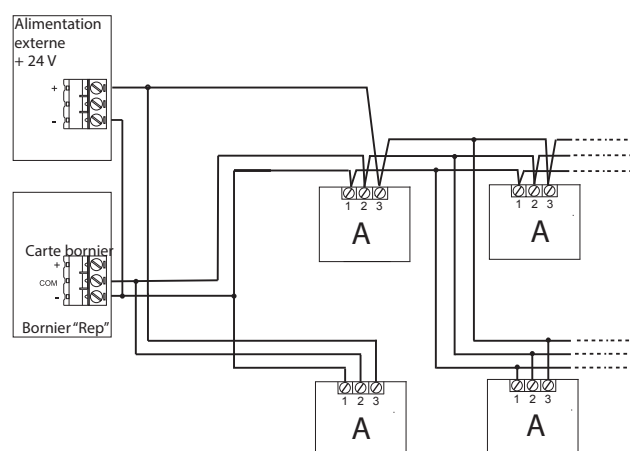 Alimentation
externe
+ 24 V
+
-
Carte bornier
+
COM
-
Bornier "Rep"
1 2 3
A
1 2 3
A
1 2 3
A
1 2 3
A